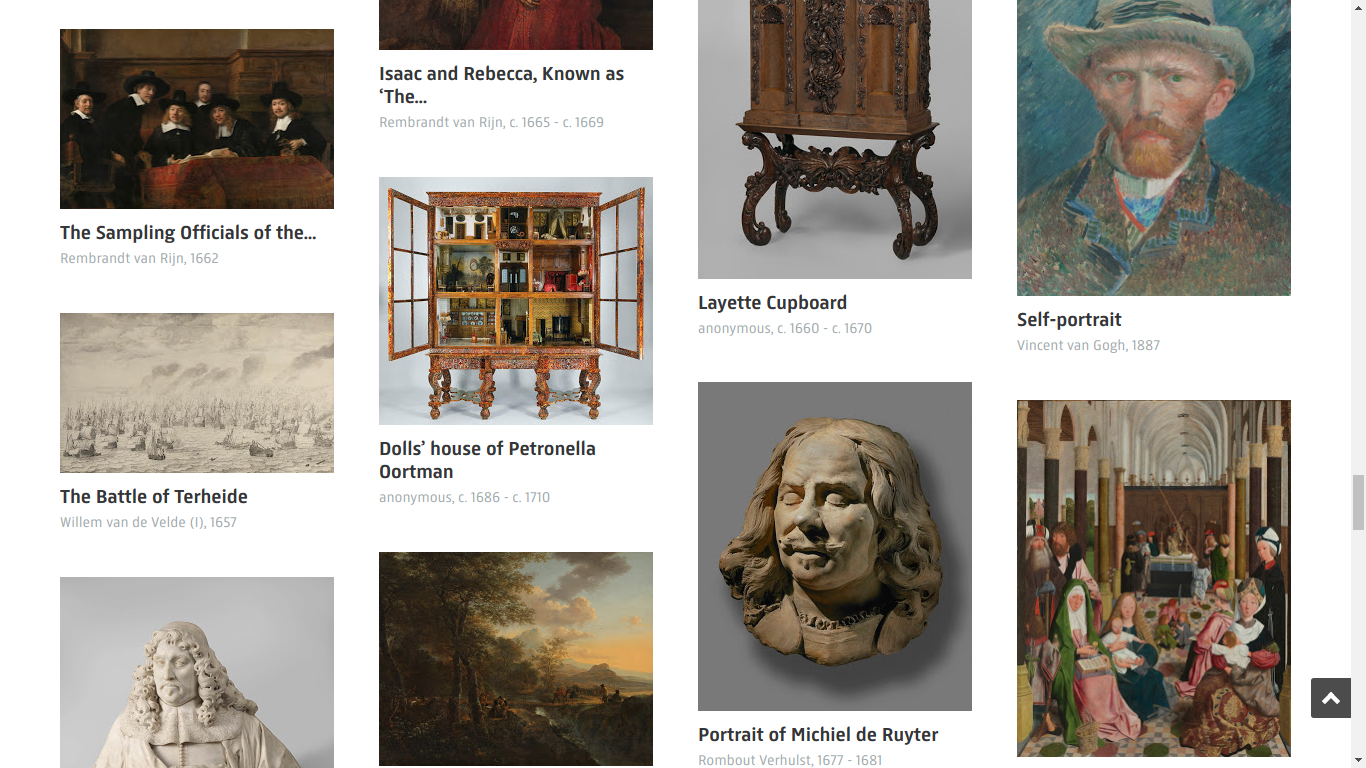 The Sampling Officials of the...
Rembrandt van Rijn, 1662
The Battle of Terheide
Willem van de Velde (I), 1657
Isaac and Rebecca, Known as
‘The...
Rembrandt van Rijn, c. 1665 - c. 1669
Dolls’ house of Petronella
Oortman
anonymous, c. 1686 - c. 1710
Layette Cupboard
anonymous, c. 1660 - c. 1670
Portrait of Michiel de Ruyter
Rombout Verhulst, 1677 - 1681
Self-portrait
Vincent van Gogh, 1887